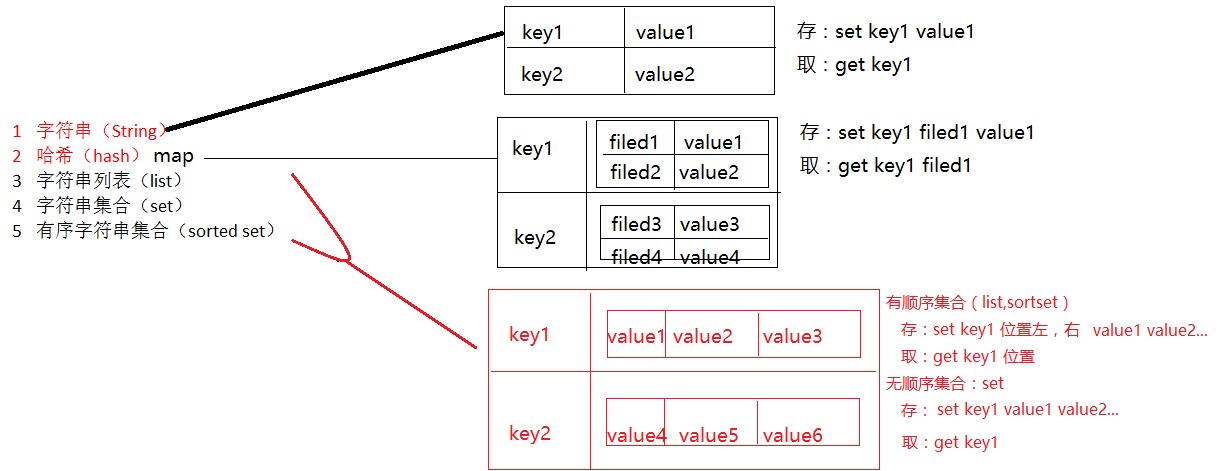 key1 value1
key2 value2
存：set key1 value1
取：get key1
1 字符串（String）
2 哈希（hash）map
3 字符串列表（list）
4 字符串集合（set）
5 有序字符串集合（sorted set）
key1
filed1 value1
filed2 value2
key2
filed3 value3
filed4 value4
存：set key1 filed1 value1
取：get key1 filed1
key1
value1 value2 value3
key2
value4 value5 value6
有顺序集合（list,sortset）
存：set key1 位置左，右 value1 value2...
取：get key1 位置
无顺序集合：set
存： set key1 value1 value2...
取：get key1